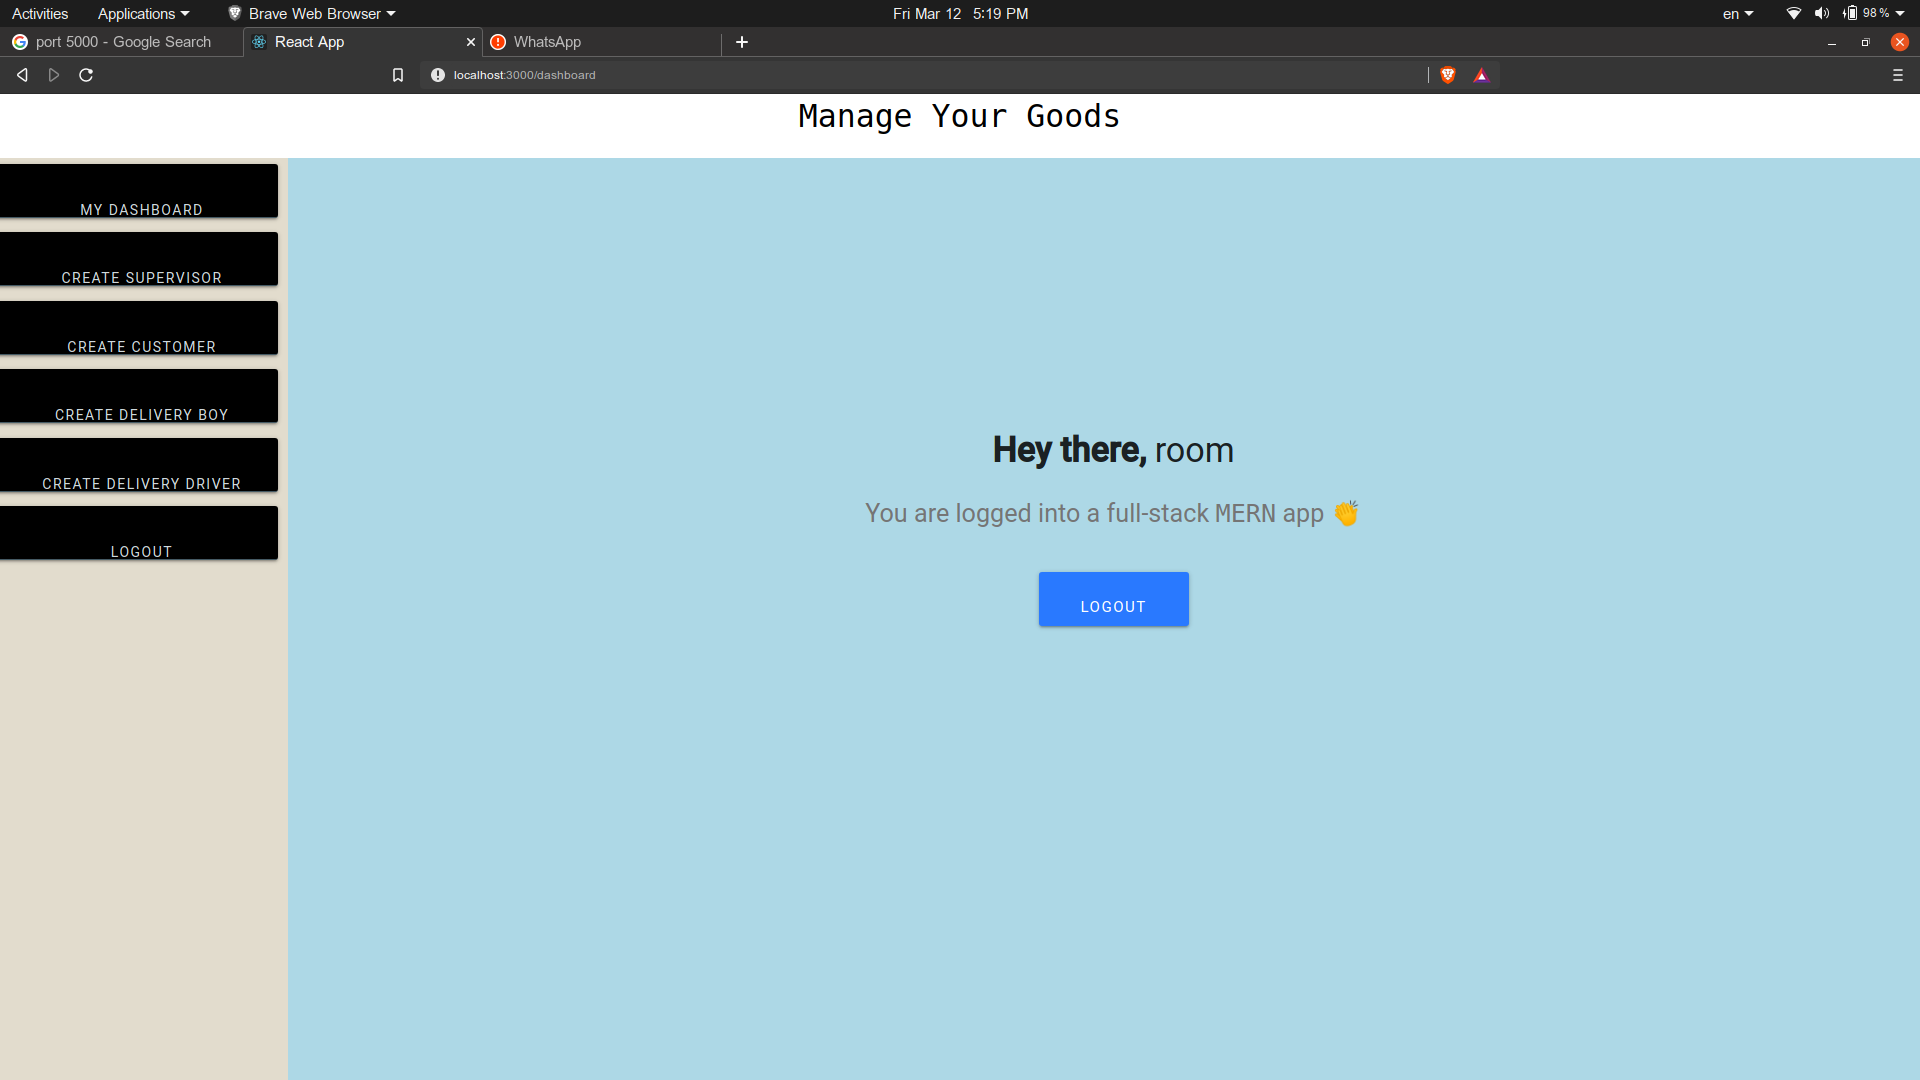 Activities Applications Brave Web Browser Fri Mar 12 5:19 PM en 98 %
port 5000 - Google Search React App WhatsApp
localhost:3000/dashboard
Manage Your Goods
MY DASHBOARD
CREATE SUPERVISOR
CREATE CUSTOMER
CREATE DELIVERY BOY
CREATE DELIVERY DRIVER
LOGOUT
Hey there, room
You are logged into a full-stack MERN app 👏
LOGOUT